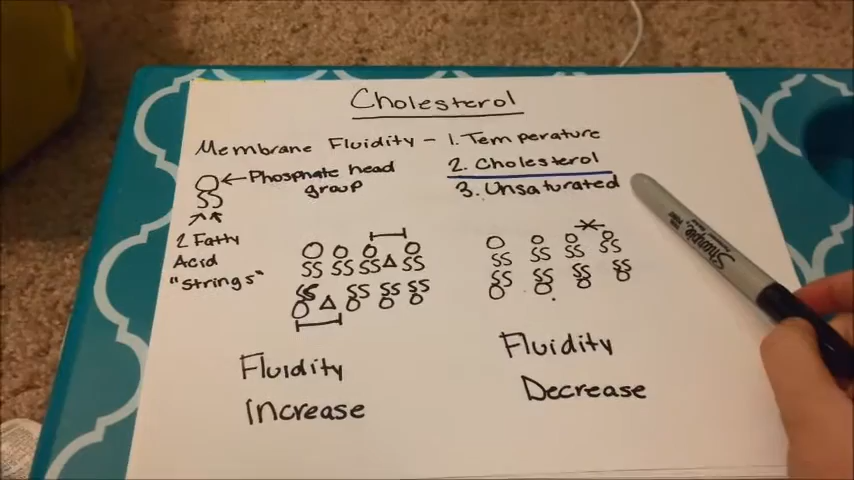 Cholesterol
Membrane Fluidity - 1. Temperature
2. Cholesterol
3. Unsaturated
Phosphate head
group
2 Fatty
Acid
"strings"
Fluidity
Increase
Fluidity
Decrease
Sharpie